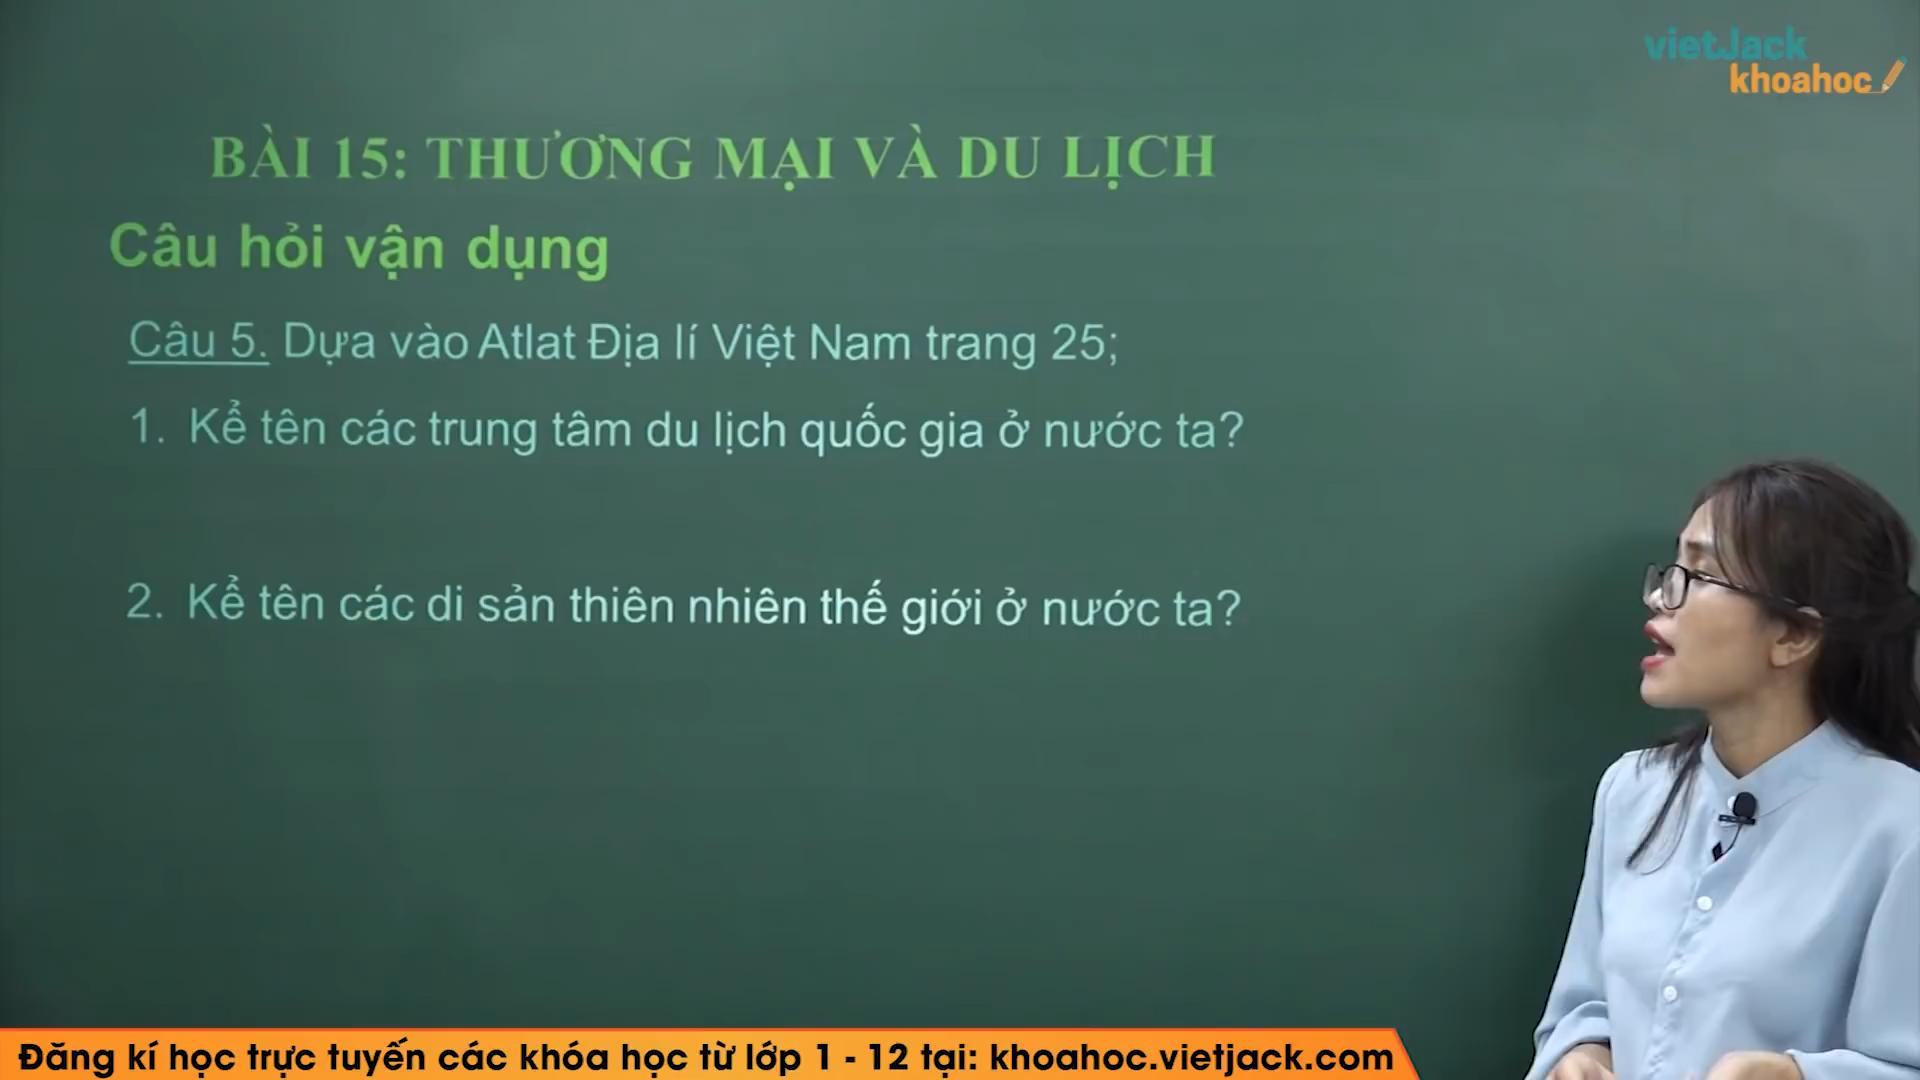 vietJack
khoahoc
BÀI 15: THƯƠNG MẠI VÀ DU LỊCH
Câu hỏi vận dụng
Câu 5. Dựa vào Atlat Địa lí Việt Nam trang 25;
1. Kể tên các trung tâm du lịch quốc gia ở nước ta?
2. Kể tên các di sản thiên nhiên thế giới ở nước ta?
Đăng kí học trực tuyến các khóa học từ lớp 1 - 12 tại: khoahoc.vietjack.com